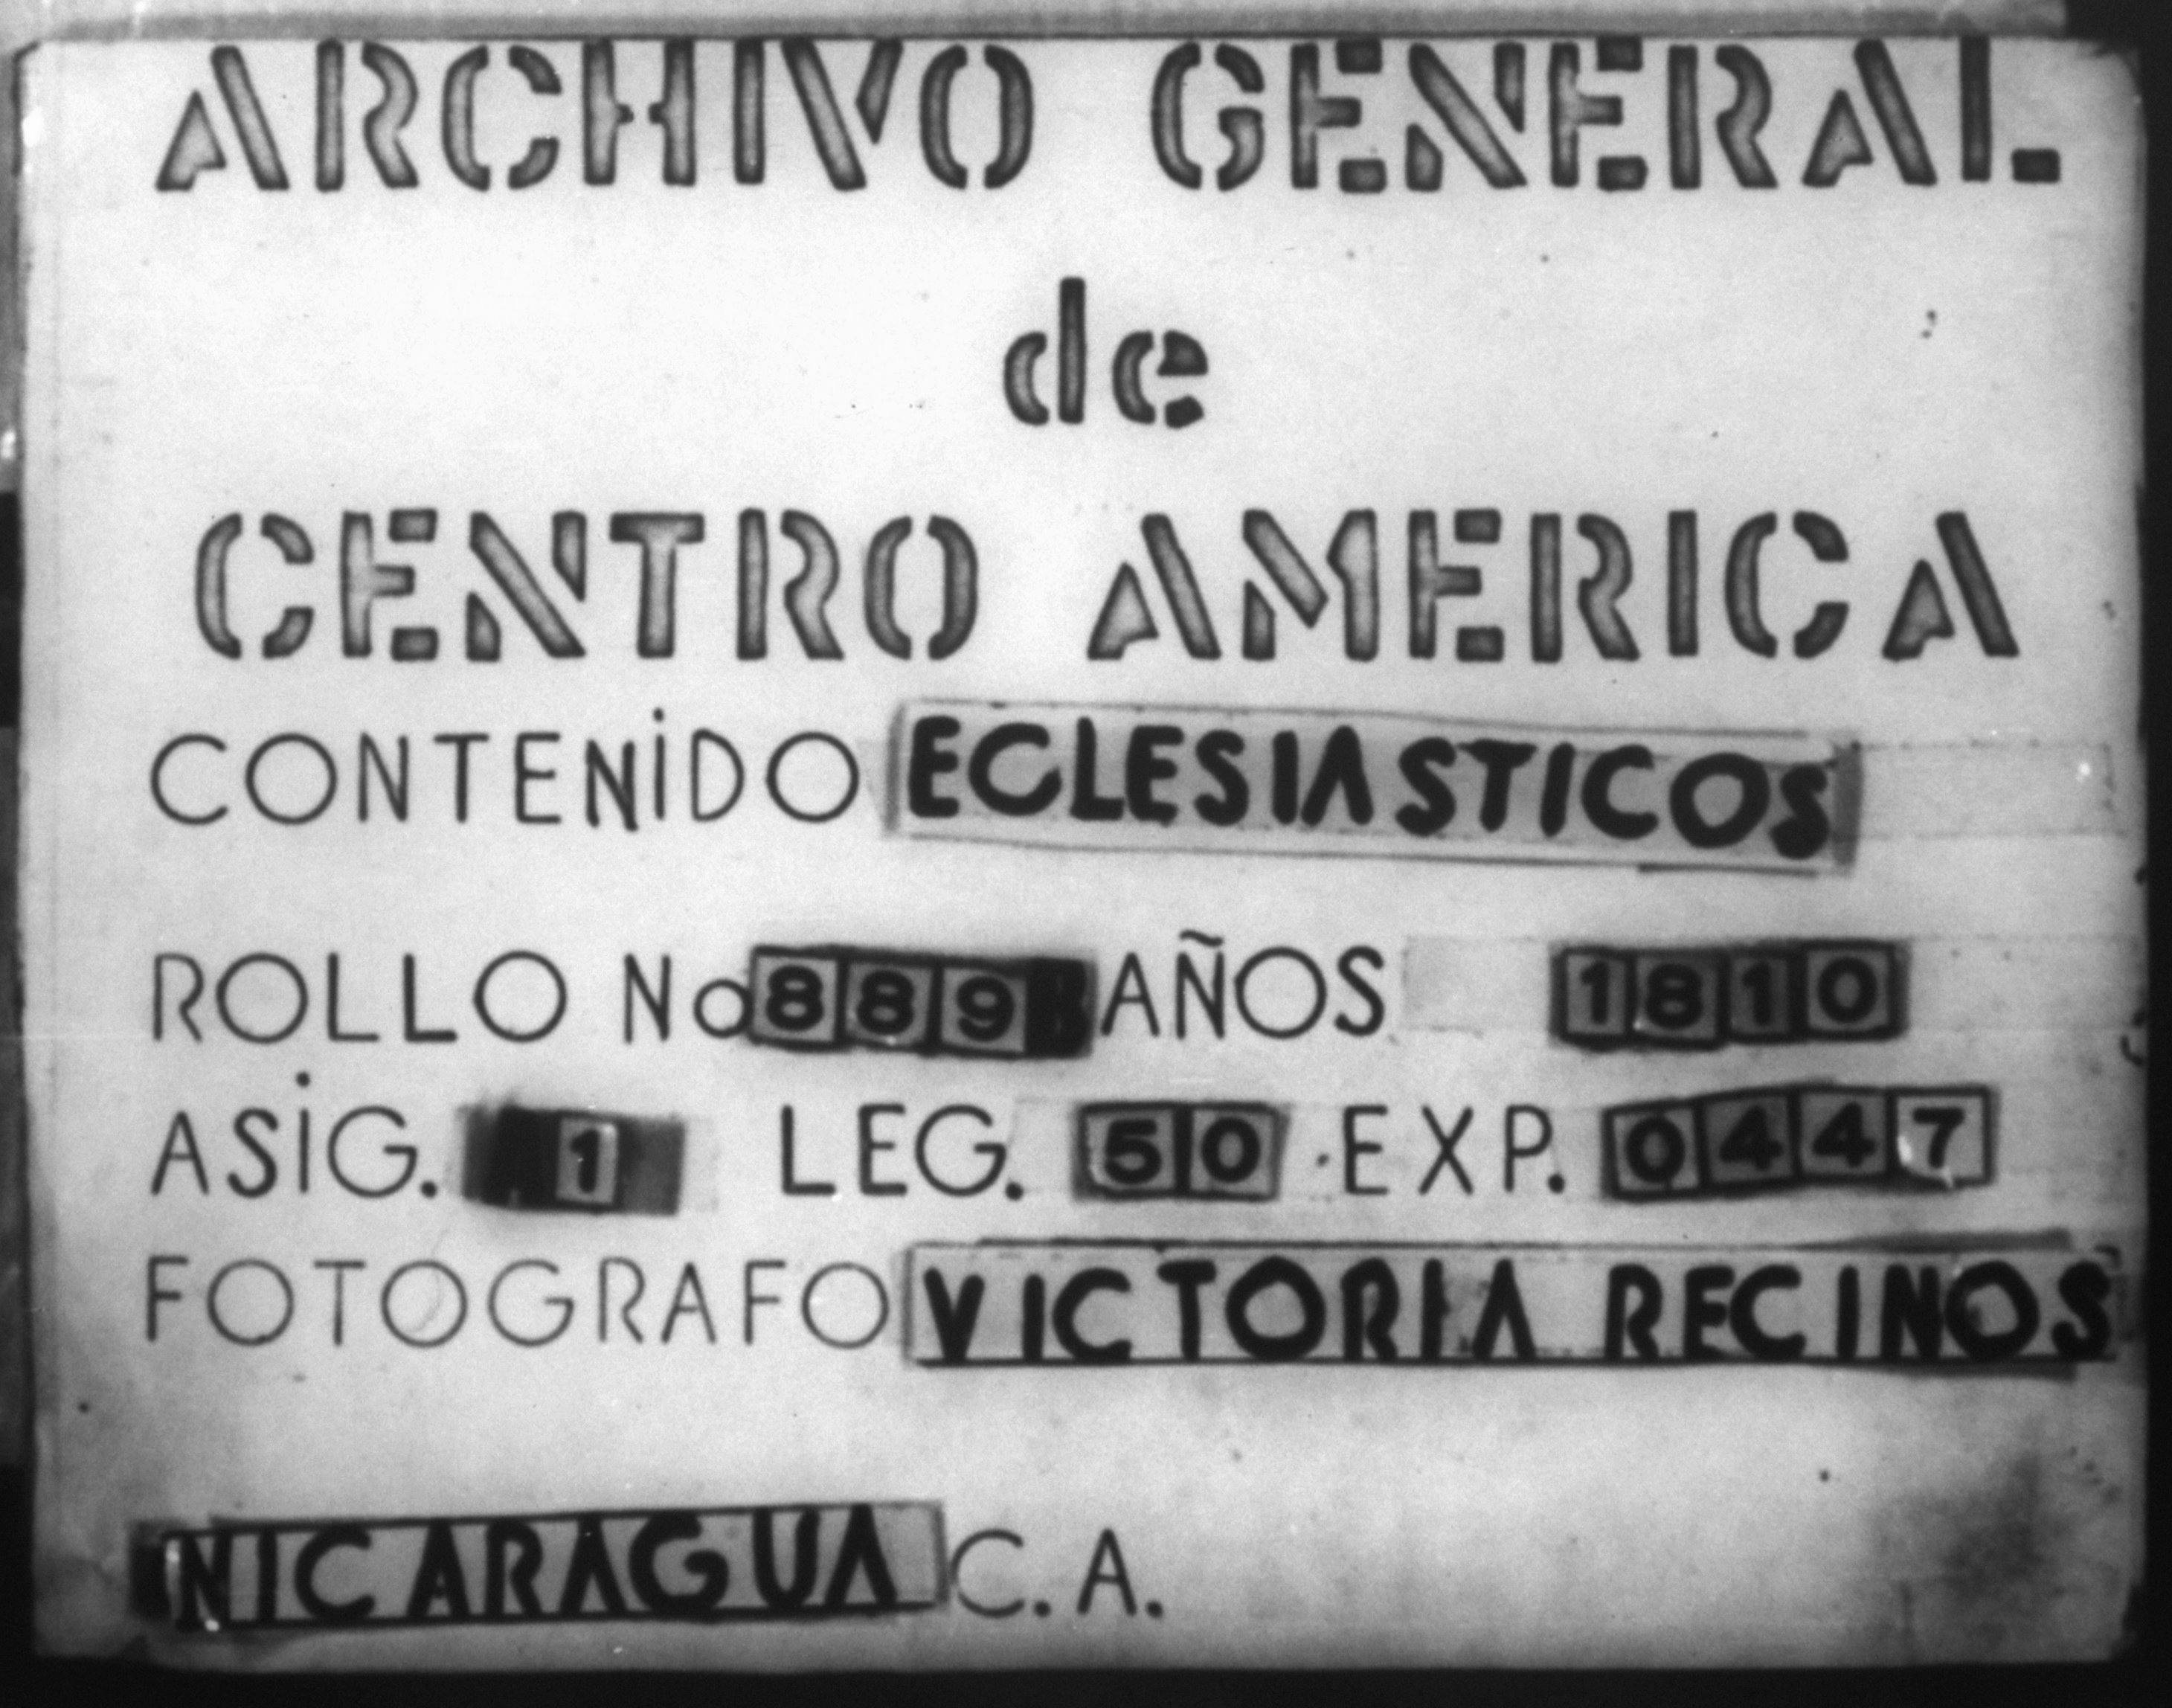 ARCHIVO GENERAL
de
CENTRO AMERICA
CONTENIDO ECLESIASTICOS
ROLLO No 889 AÑOS 1810
ASIG. 1 LEG. 50 EXP. 0447
FOTOGRAFO VICTORIA RECINOS
NICARAGUA C.A.